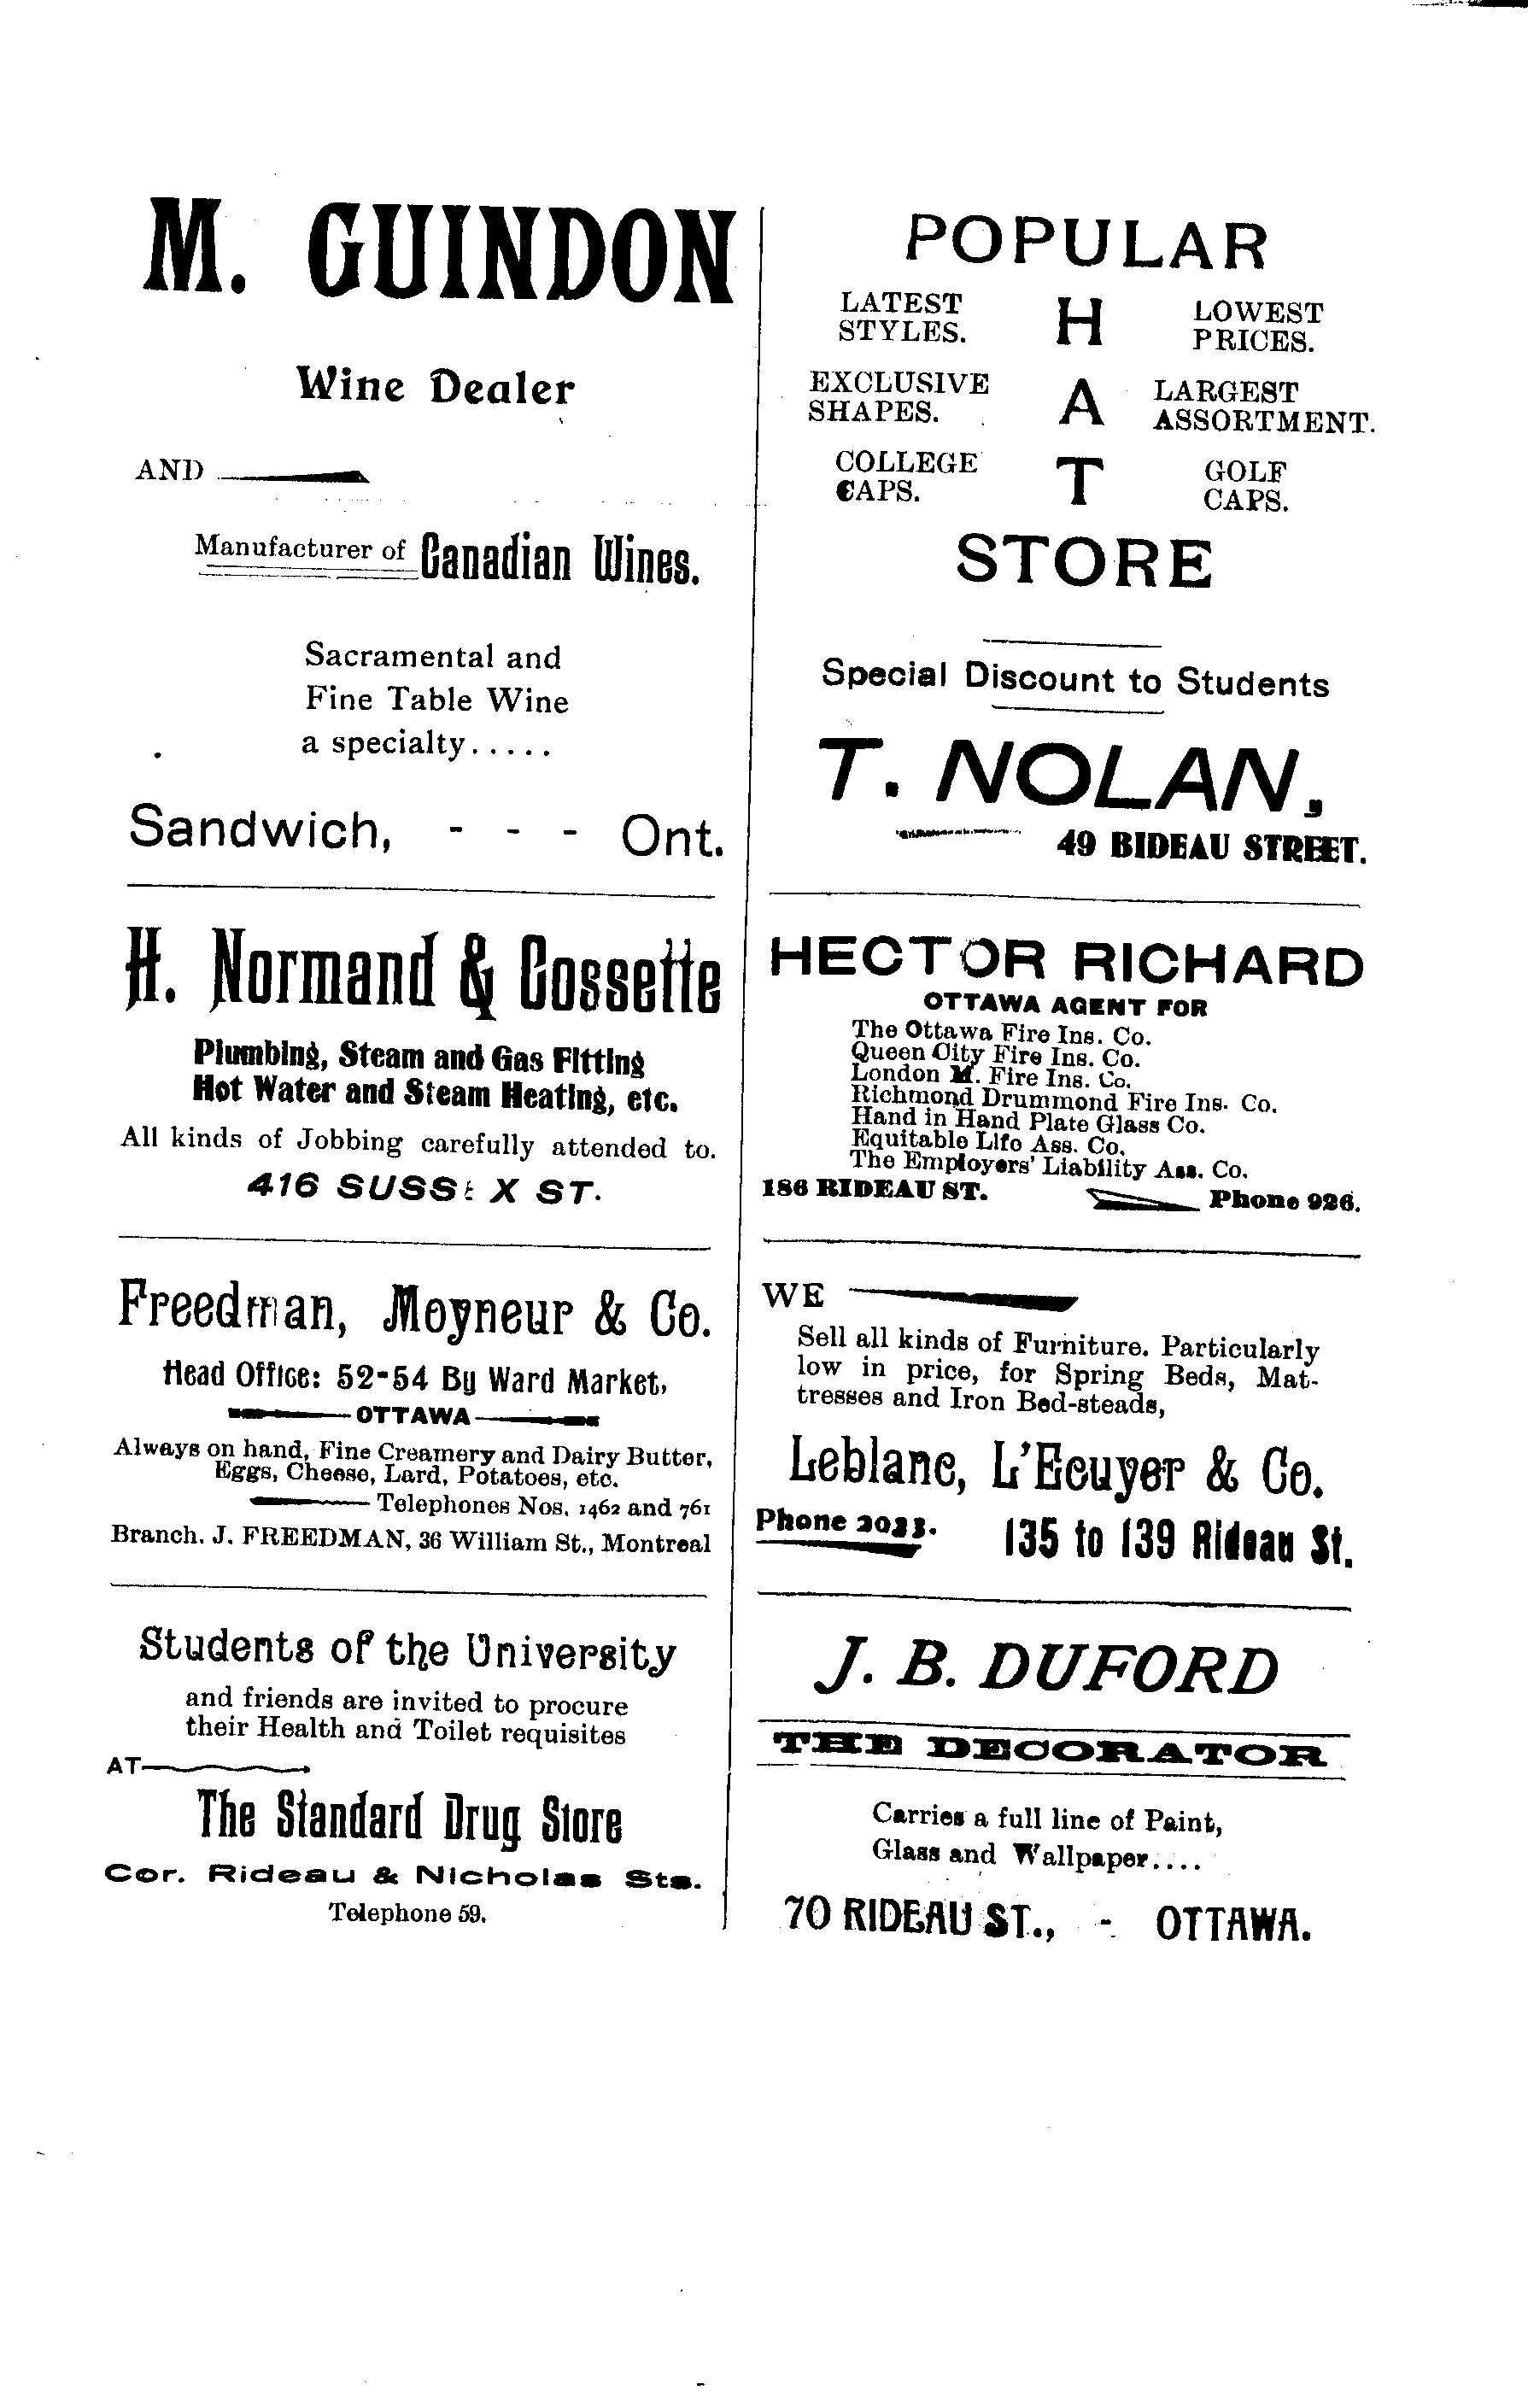 M. GUINDON
Wine Dealer
AND
Manufacturer of Canadian Wines.
Sacramental and
Fine Table Wine
a specialty.....
Sandwich, - - - Ont.
H. Normand & Cossette
Plumbing, Steam and Gas Fitting
Hot Water and Steam Heating, etc.
All kinds of Jobbing carefully attended to.
416 SUSSEX ST.
Freedman, Moyneur & Co.
Head Office: 52-54 By Ward Market,
OTTAWA
Always on hand, Fine Creamery and Dairy Butter,
Eggs, Cheese, Lard, Potatoes, etc.
Telephones Nos. 1462 and 761
Branch. J. FREEDMAN, 36 William St., Montreal
Students of the University
and friends are invited to procure
their Health and Toilet requisites
AT
The Standard Drug Store
Cor. Rideau & Nicholas Sts.
Telephone 59.
POPULAR
LATEST STYLES. H LOWEST PRICES.
EXCLUSIVE SHAPES. A LARGEST ASSORTMENT.
COLLEGE CAPS. T GOLF CAPS.
STORE
Special Discount to Students
T. NOLAN,
49 BIDEAU STREET.
HECTOR RICHARD
OTTAWA AGENT FOR
The Ottawa Fire Ins. Co.
Queen City Fire Ins. Co.
London M. Fire Ins. Co.
Richmond Drummond Fire Ins. Co.
Hand in Hand Plate Glass Co.
Equitable Life Ass. Co.
The Employers' Liability Ass. Co.
186 RIDEAU ST. Phone 926.
WE
Sell all kinds of Furniture. Particularly
low in price, for Spring Beds, Mat-
tresses and Iron Bed-steads,
Leblanc, L'Ecuyer & Co.
Phone 2033. 135 to 139 Rideau St.
J. B. DUFORD
THE DECORATOR
Carries a full line of Paint,
Glass and Wallpaper....
70 RIDEAU ST., - OTTAWA.